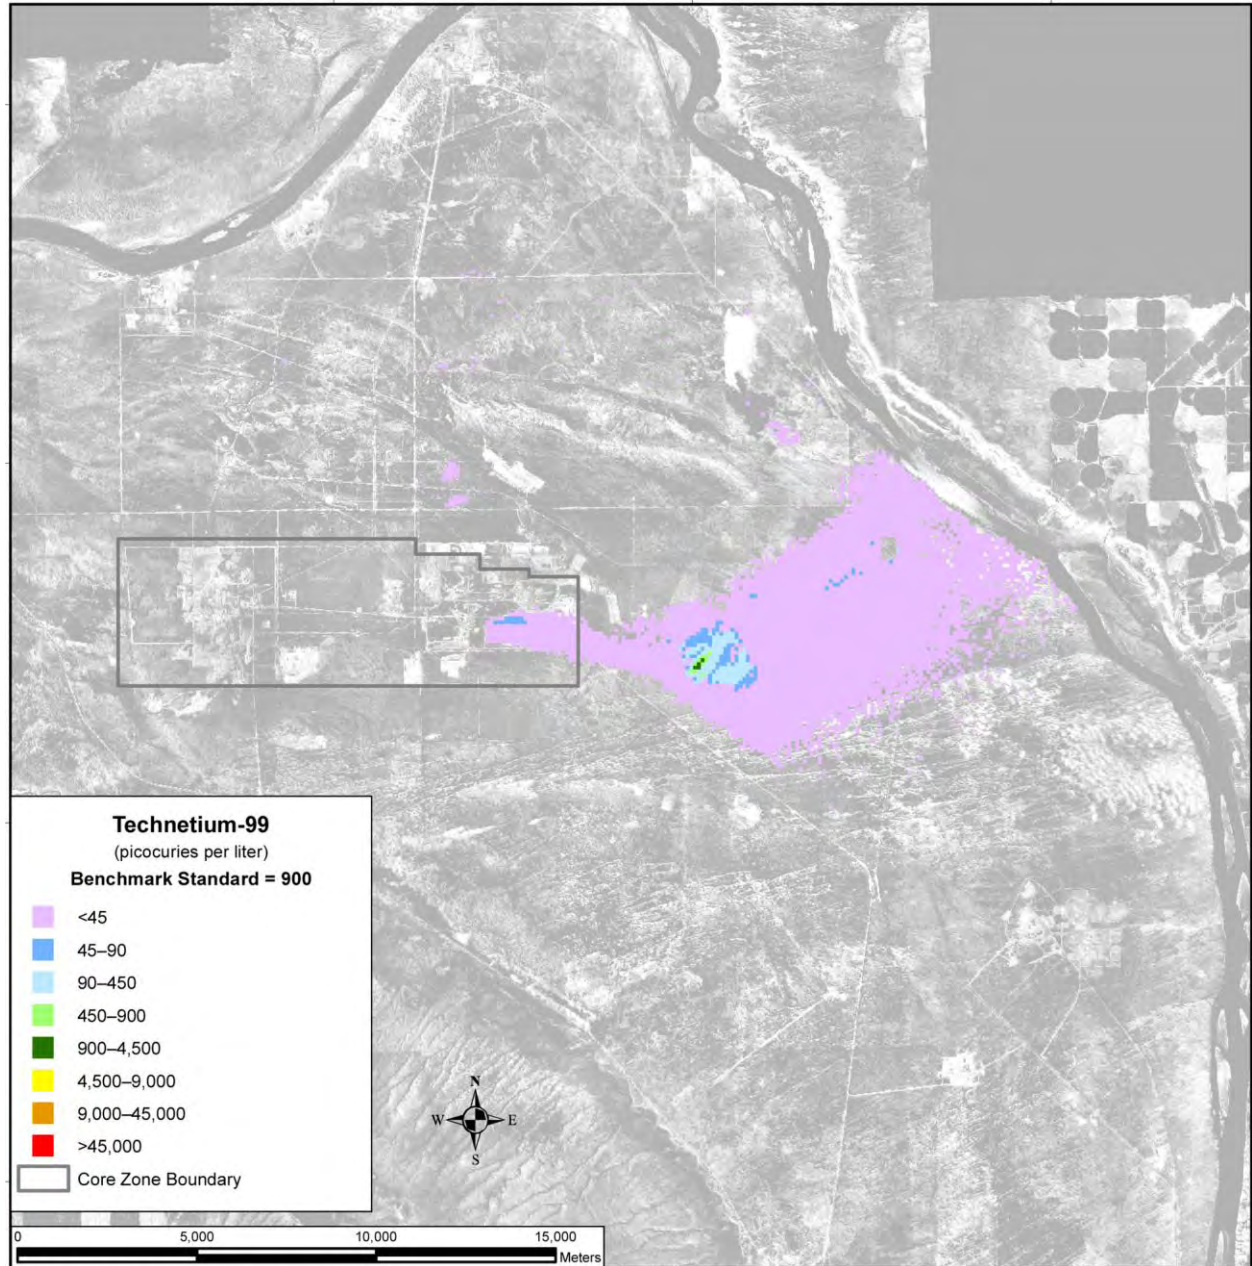 Technetium-99
(picocuries per liter)
Benchmark Standard = 900
<45
45–90
90–450
450–900
900–4,500
4,500–9,000
9,000–45,000
>45,000
Core Zone Boundary
N
W E
S
0 5,000 10,000 15,000
Meters